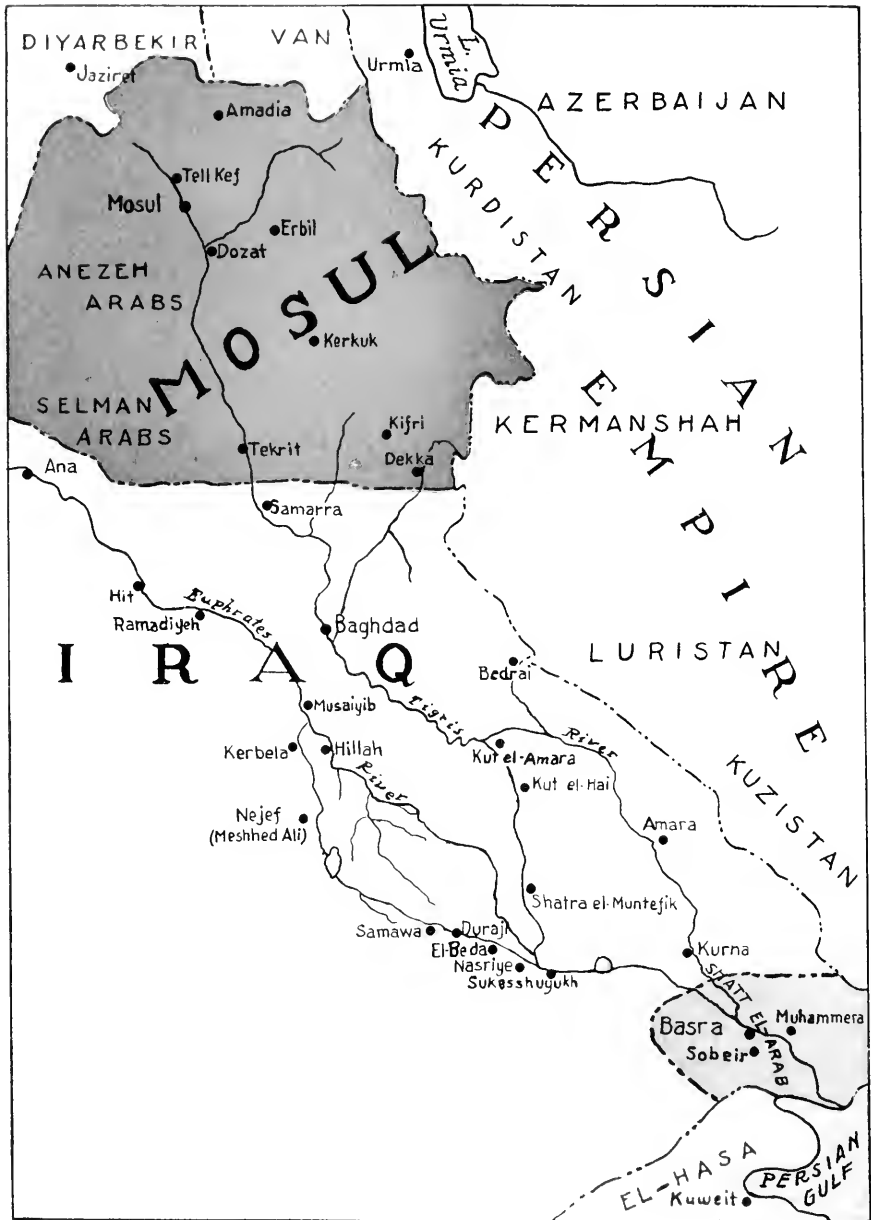 DIYARBEKIR
VAN
Jaziret
Urmia
L. Urmia
AZERBAIJAN
Amadia
PERSIAN EMPIRE
KURDISTAN
Tell Kef
Mosul
Erbil
Dozat
ANEZEH
ARABS
MOSUL
Kerkuk
SELMAN
ARABS
Kifri
KERMANSHAH
Tekrit
Dekka
Ana
Samarra
Hit
Euphrates
Ramadiyeh
Baghdad
IRAQ
LURISTAN
Bedrai
Musaiyib
Tigris
River
Kerbela
Hillah
River
Kut el-Amara
Kut el-Hai
KUZISTAN
Nejef
(Meshhed Ali)
Amara
Shatra el-Muntefik
Samawa
Duraji
El-Beda
Nasriye
Sukesshuyukh
Kurna
SHATT EL-ARAB
Basra
Muhammera
Sobeir
EL-HASA
PERSIAN
GULF
Kuweit